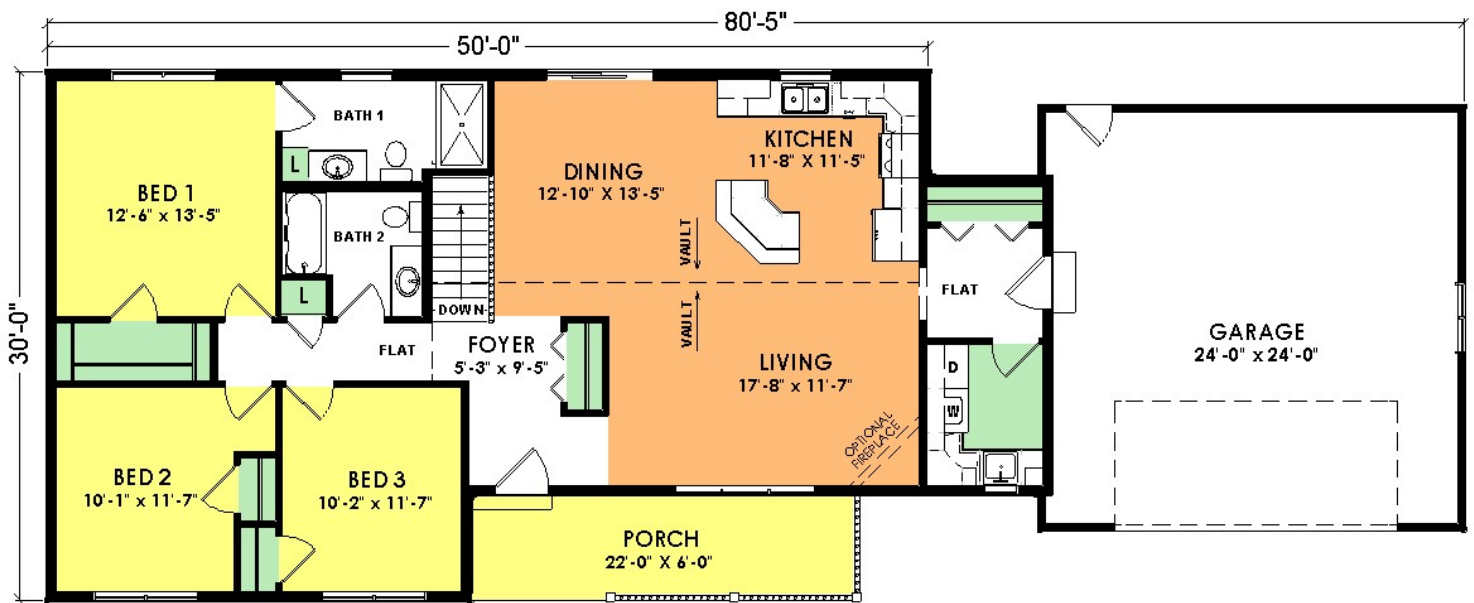 80'-5"
50'-0"
30'-0"
BATH 1
L
BED 1
12'-6" x 13'-5"
BATH 2
L
DOWN
DINING
12'-10" X 13'-5"
KITCHEN
11'-8" X 11'-5"
VAULT
VAULT
FLAT
FLAT
FOYER
5'-3" x 9'-5"
LIVING
17'-8" x 11'-7"
OPTIONAL
FIREPLACE
D
W
GARAGE
24'-0" x 24'-0"
BED 2
10'-1" x 11'-7"
BED 3
10'-2" x 11'-7"
PORCH
22'-0" X 6'-0"